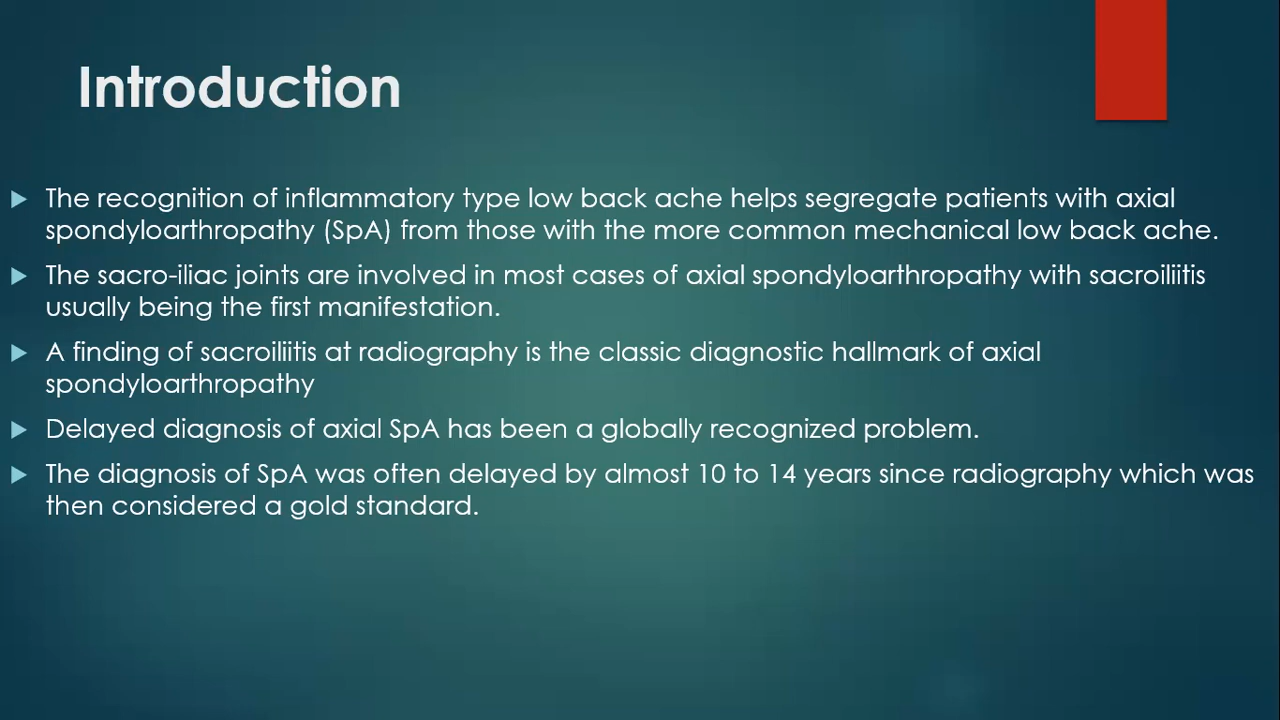 Introduction
The recognition of inflammatory type low back ache helps segregate patients with axial
spondyloarthropathy (SpA) from those with the more common mechanical low back ache.
The sacro-iliac joints are involved in most cases of axial spondyloarthropathy with sacroiliitis
usually being the first manifestation.
A finding of sacroiliitis at radiography is the classic diagnostic hallmark of axial
spondyloarthropathy
Delayed diagnosis of axial SpA has been a globally recognized problem.
The diagnosis of SpA was often delayed by almost 10 to 14 years since radiography which was
then considered a gold standard.